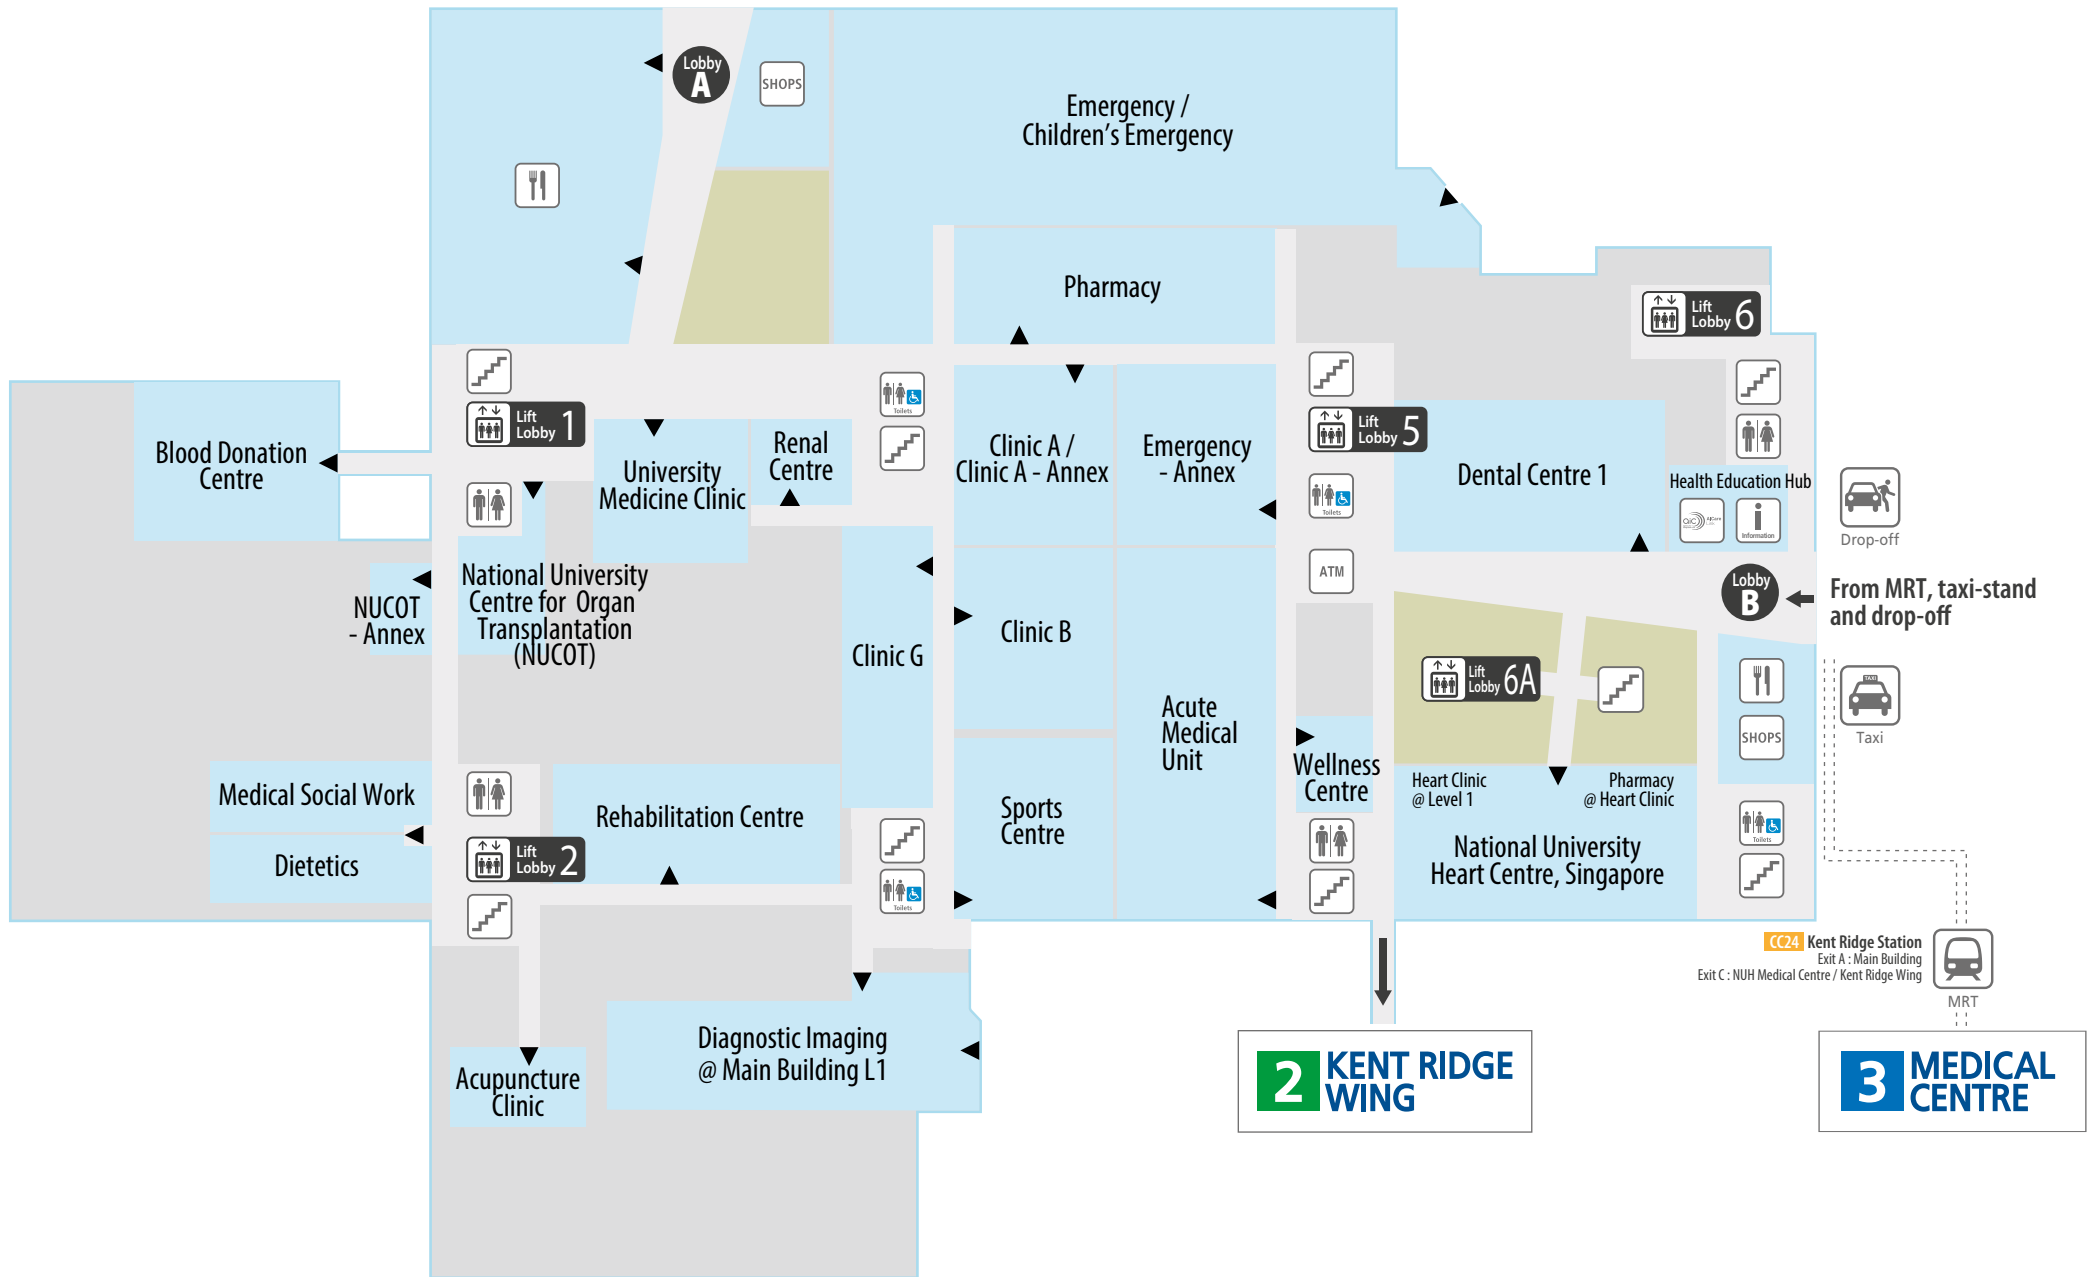 Lobby
A
SHOPS
Emergency /
Children's Emergency
Pharmacy
Lift
Lobby 6
Lift
Lobby 1
Toilets
Lift
Lobby 5
Blood Donation
Centre
University
Medicine Clinic
Renal
Centre
Clinic A /
Clinic A - Annex
Emergency
- Annex
Toilets
Dental Centre 1
Health Education Hub
Information
Drop-off
ATM
Lobby
B
From MRT, taxi-stand
and drop-off
NUCOT
- Annex
National University
Centre for Organ
Transplantation
(NUCOT)
Clinic G
Clinic B
Lift
Lobby 6A
TAXI
Taxi
SHOPS
Acute
Medical
Unit
Wellness
Centre
Heart Clinic
@ Level 1
Pharmacy
@ Heart Clinic
Medical Social Work
Rehabilitation Centre
Sports
Centre
Toilets
National University
Heart Centre, Singapore
Lift
Lobby 2
Dietetics
Toilets
CC24 Kent Ridge Station
Exit A : Main Building
Exit C : NUH Medical Centre / Kent Ridge Wing
MRT
Diagnostic Imaging
@ Main Building L1
Acupuncture
Clinic
2 KENT RIDGE
WING
3 MEDICAL
CENTRE